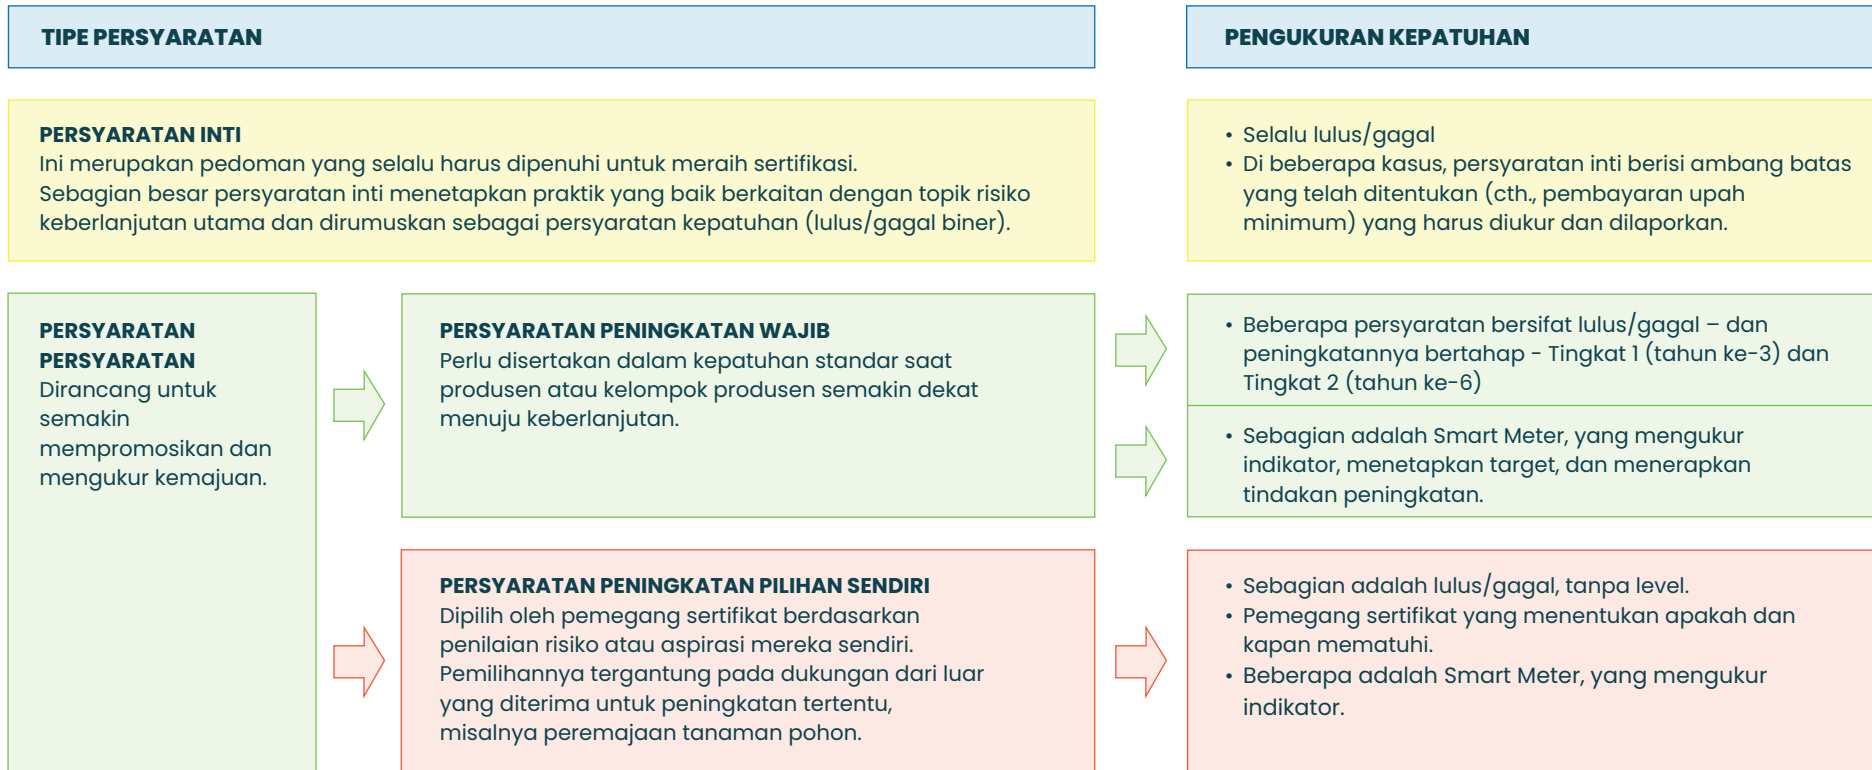 TIPE PERSYARATAN
PENGUKURAN KEPATUHAN
PERSYARATAN INTI
Ini merupakan pedoman yang selalu harus dipenuhi untuk meraih sertifikasi.
Sebagian besar persyaratan inti menetapkan praktik yang baik berkaitan dengan topik risiko
keberlanjutan utama dan dirumuskan sebagai persyaratan kepatuhan (lulus/gagal biner).
• Selalu lulus/gagal
• Di beberapa kasus, persyaratan inti berisi ambang batas
yang telah ditentukan (cth., pembayaran upah
minimum) yang harus diukur dan dilaporkan.
PERSYARATAN
PERSYARATAN
Dirancang untuk
semakin
mempromosikan dan
mengukur kemajuan.
PERSYARATAN PENINGKATAN WAJIB
Perlu disertakan dalam kepatuhan standar saat
produsen atau kelompok produsen semakin dekat
menuju keberlanjutan.
• Beberapa persyaratan bersifat lulus/gagal – dan
peningkatannya bertahap - Tingkat 1 (tahun ke-3) dan
Tingkat 2 (tahun ke-6)
• Sebagian adalah Smart Meter, yang mengukur
indikator, menetapkan target, dan menerapkan
tindakan peningkatan.
PERSYARATAN PENINGKATAN PILIHAN SENDIRI
Dipilih oleh pemegang sertifikat berdasarkan
penilaian risiko atau aspirasi mereka sendiri.
Pemilihannya tergantung pada dukungan dari luar
yang diterima untuk peningkatan tertentu,
misalnya peremajaan tanaman pohon.
• Sebagian adalah lulus/gagal, tanpa level.
• Pemegang sertifikat yang menentukan apakah dan
kapan mematuhi.
• Beberapa adalah Smart Meter, yang mengukur
indikator.